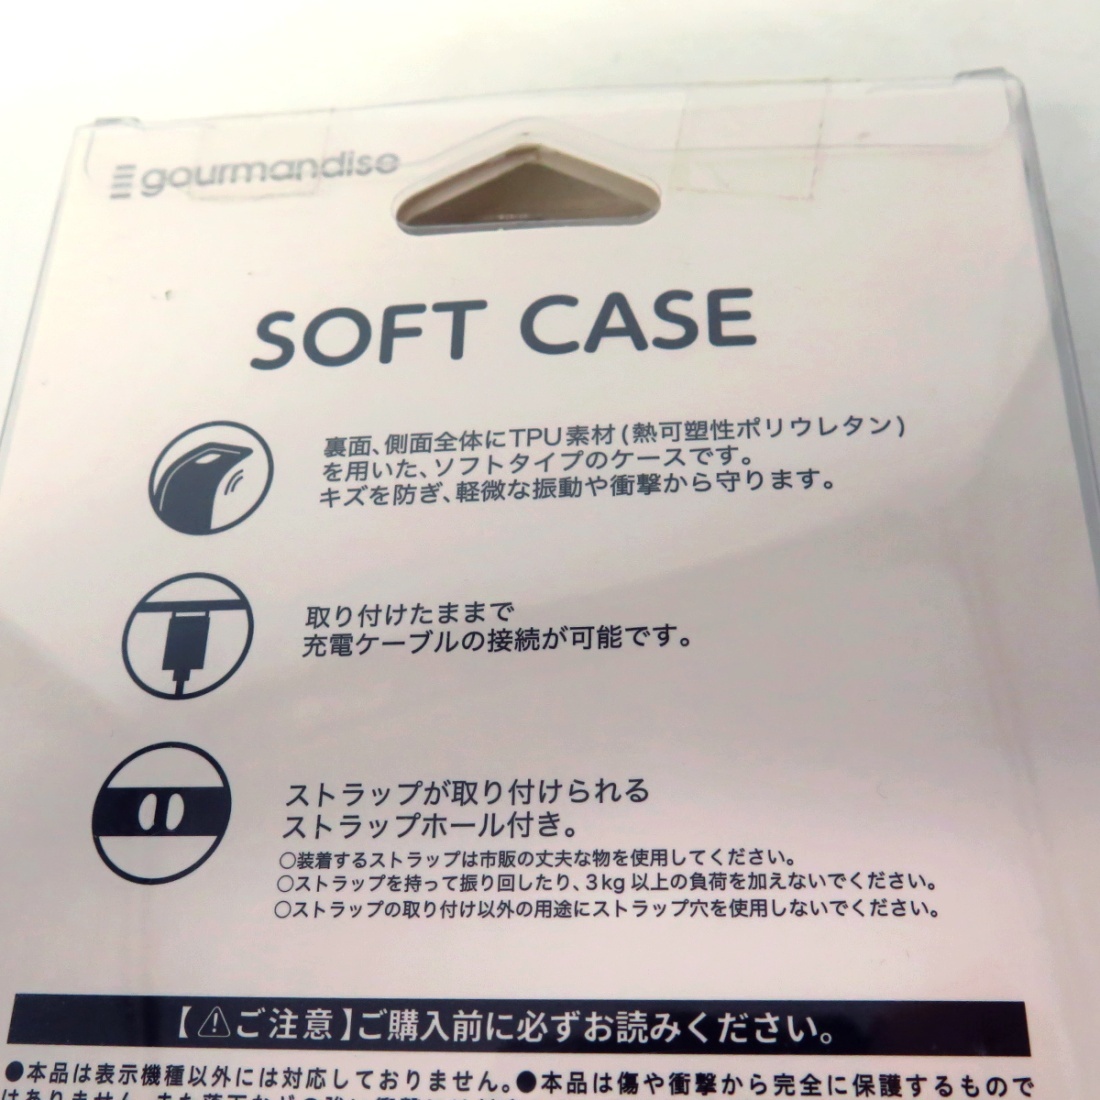 gourmandise
SOFT CASE
裏面、側面全体にTPU素材(熱可塑性ポリウレタン)
を用いた、ソフトタイプのケースです。
キズを防ぎ、軽微な振動や衝撃から守ります。
取り付けたままで
充電ケーブルの接続が可能です。
ストラップが取り付けられる
ストラップホール付き。
○装着するストラップは市販の丈夫な物を使用してください。
○ストラップを持って振り回したり、3kg以上の負荷を加えないでください。
○ストラップの取り付け以外の用途にストラップ穴を使用しないでください。
【⚠ご注意】ご購入前に必ずお読みください。
●本品は表示機種以外には対応しておりません。●本品は傷や衝撃から完全に保護するもので
はありません。